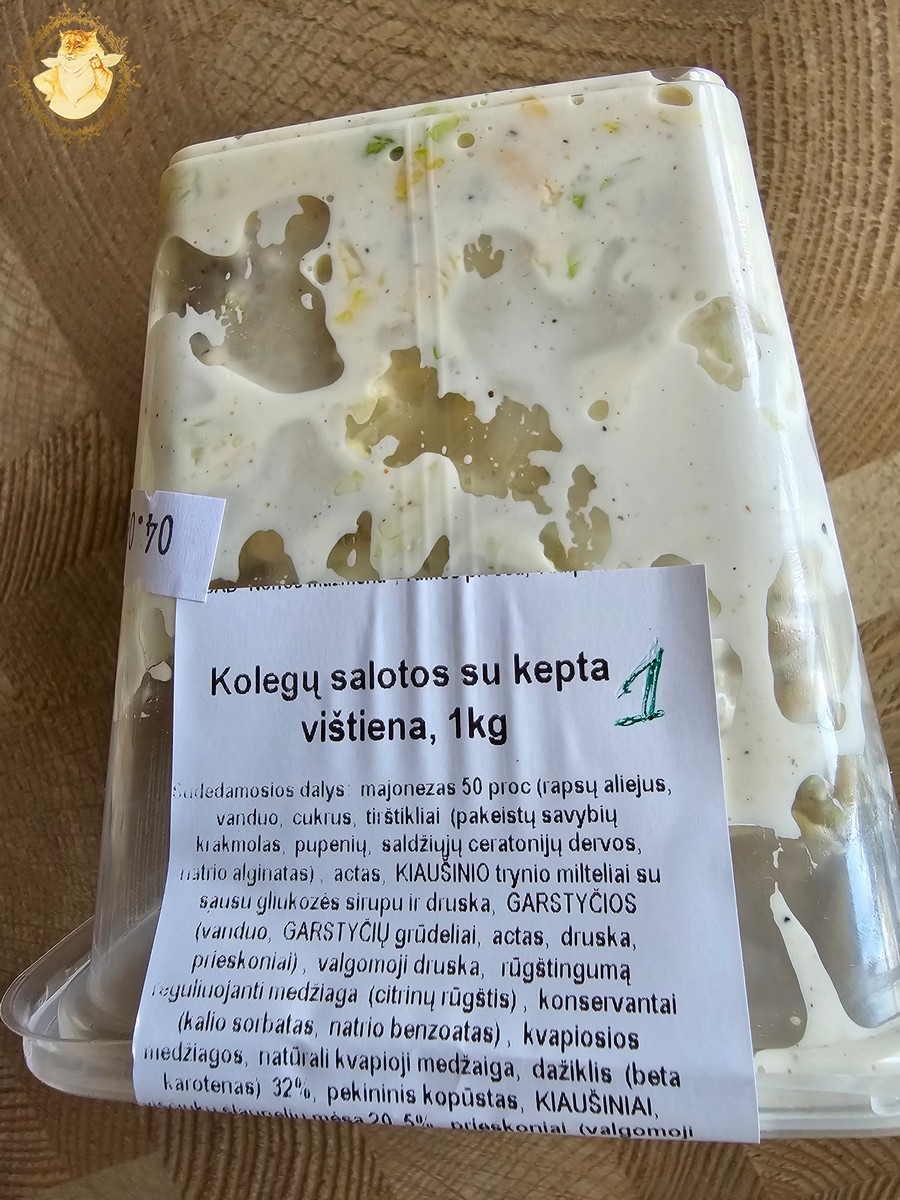 04.0
Kolegų salotos su kepta
1
vištiena, 1kg
Sudedamosios dalys: majonezas 50 proc (rapsų aliejus,
vanduo, cukrus, tirštikliai (pakeistų savybių
krakmolas, pupenių, saldžiųjų ceratonijų dervos,
natrio alginatas), actas, KIAUŠINIO trynio milteliai su
sausu gliukozės sirupu ir druska, GARSTYČIOS
(vanduo, GARSTYČIŲ grūdeliai, actas, druska,
prieskoniai), valgomoji druska, rūgštingumą
reguliuojanti medžiaga (citrinų rūgštis), konservantai
(kalio sorbatas, natrio benzoatas), kvapiosios
medžiagos, natūrali kvapioji medžaiga, dažiklis (beta
karotenas) 32%, pekininis kopūstas, KIAUŠINIAI,
mėsa 20,5%, prieskoniai (valgomoji